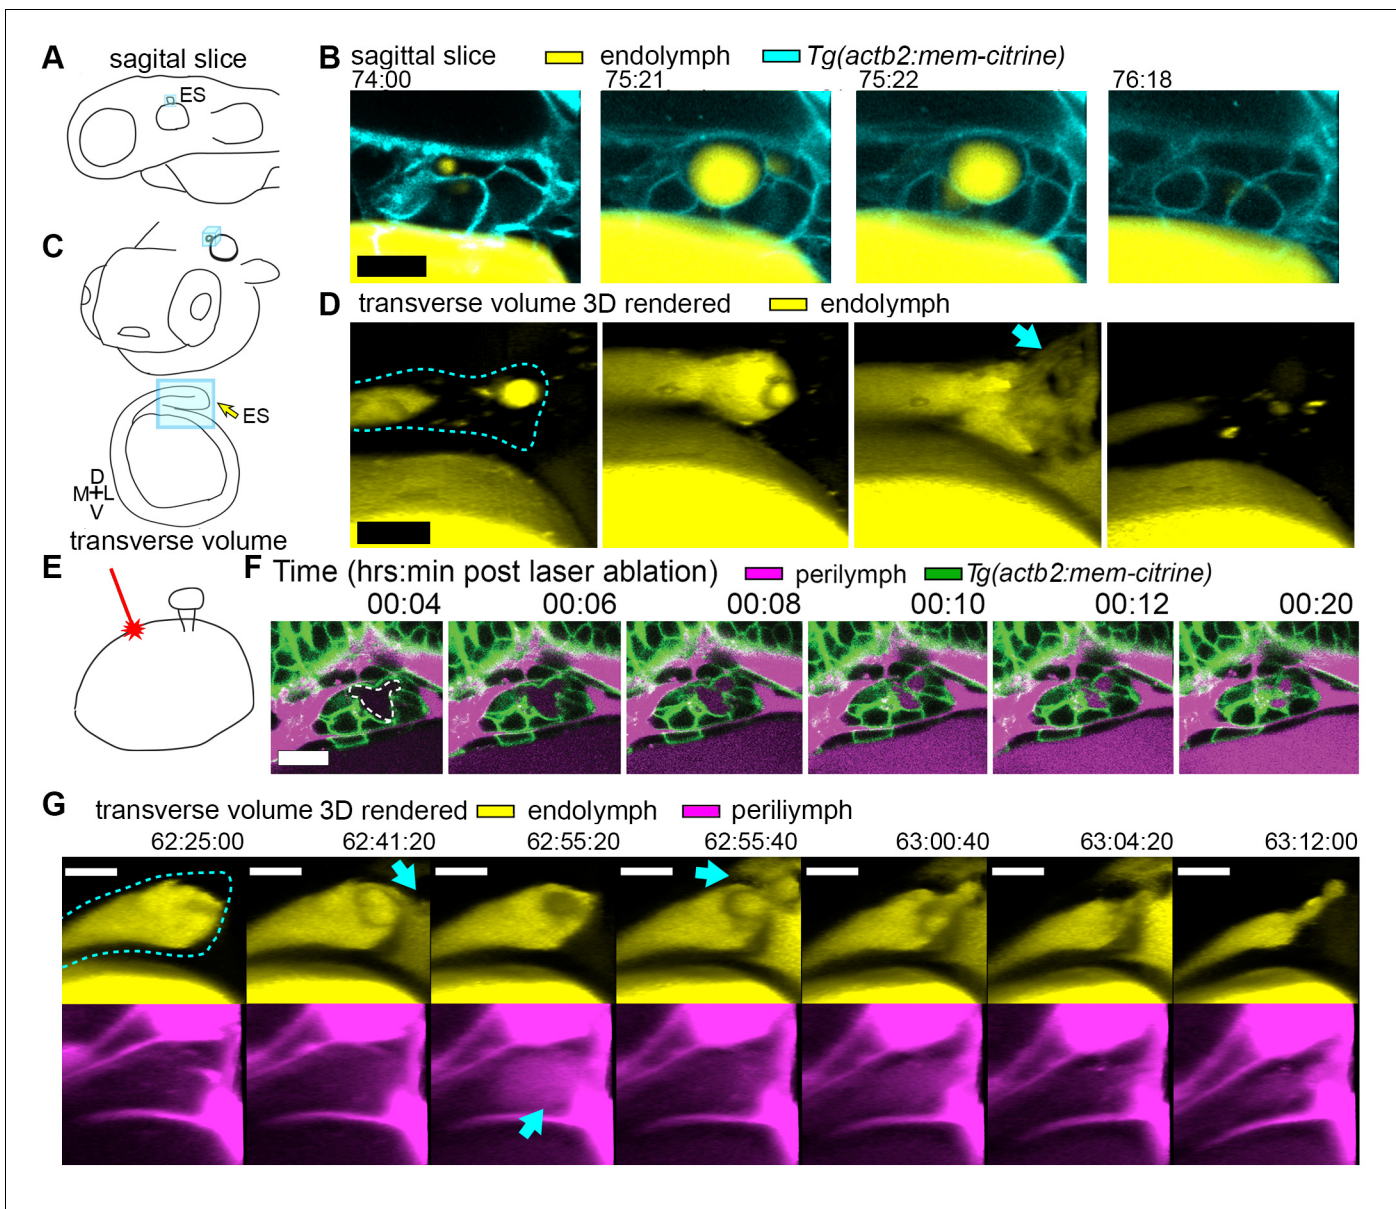 A
sagital slice
ES
B sagittal slice endolymph Tg(actb2:mem-citrine)
74:00 75:21 75:22 76:18
C
ES
D
M L
V
transverse volume
D transverse volume 3D rendered endolymph
E
F Time (hrs:min post laser ablation) perilymph Tg(actb2:mem-citrine)
00:04 00:06 00:08 00:10 00:12 00:20
G transverse volume 3D rendered endolymph periliymph
62:25:00 62:41:20 62:55:20 62:55:40 63:00:40 63:04:20 63:12:00